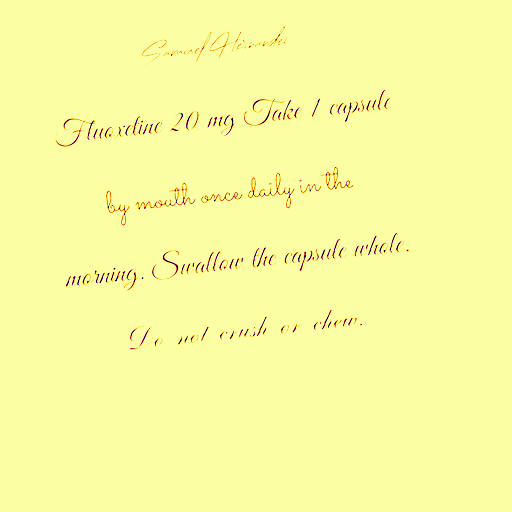 Samuel Hernandez
Fluoxetine 20 mg Take 1 capsule
by mouth once daily in the
morning. Swallow the capsule whole.
Do not crush or chew.